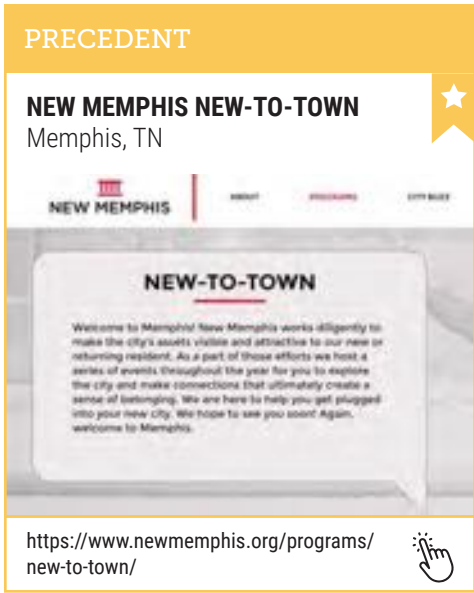 PRECEDENT
NEW MEMPHIS NEW-TO-TOWN
Memphis, TN
NEW MEMPHIS
ABOUT
PROGRAMS
CITY BUZZ
NEW-TO-TOWN
Welcome to Memphis! New Memphis works diligently to
make the city's assets visible and attractive to our new or
returning resident. As a part of those efforts we host a
series of events throughout the year for you to explore
the city and make connections that ultimately create a
sense of belonging. We are here to help you get plugged
into your new city. We hope to see you soon! Again,
welcome to Memphis.
https://www.newmemphis.org/programs/
new-to-town/